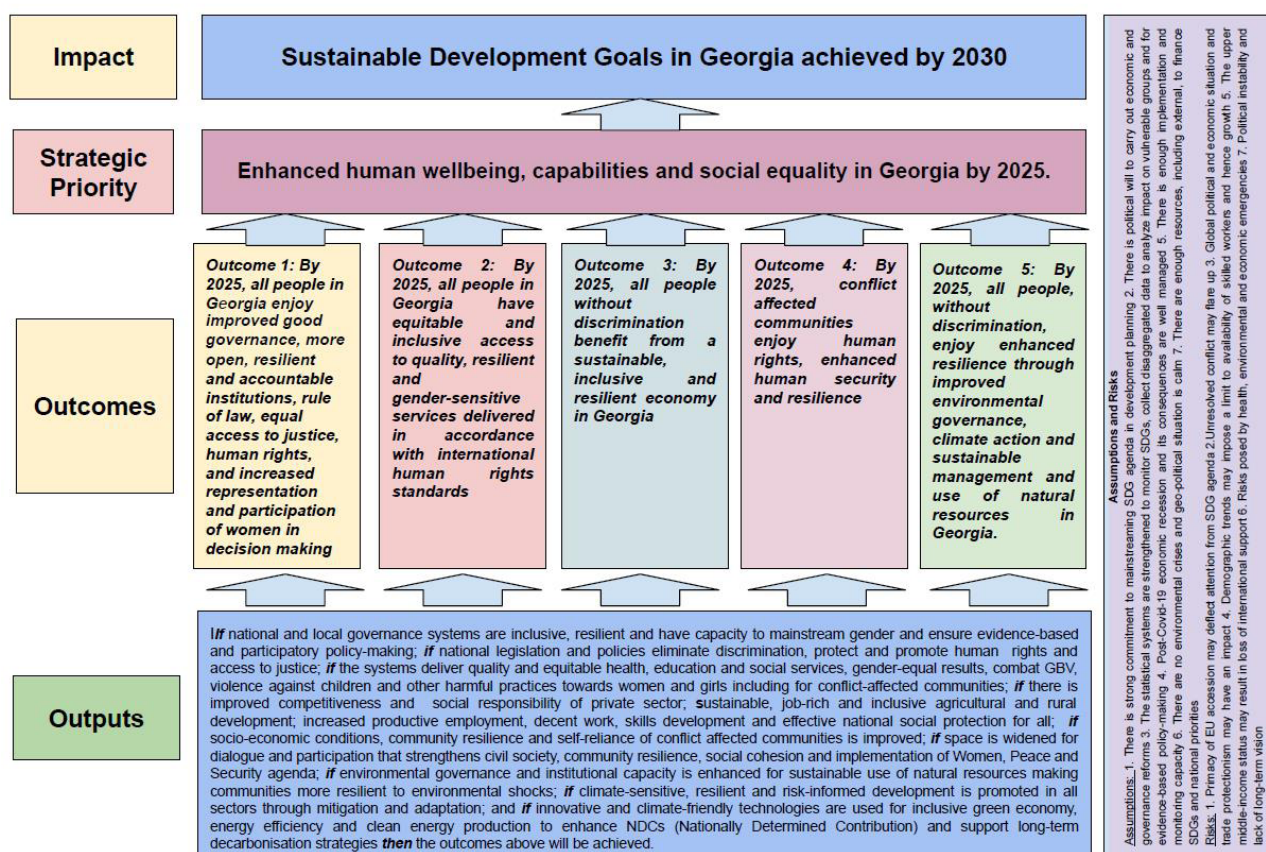 Impact
Sustainable Development Goals in Georgia achieved by 2030
Strategic
Priority
Enhanced human wellbeing, capabilities and social equality in Georgia by 2025.
Outcomes
Outcome 1: By
2025, all people in
Georgia enjoy
improved good
governance, more
open, resilient
and accountable
institutions, rule
of law, equal
access to justice,
human rights,
and increased
representation
and participation
of women in
decision making
Outcome 2: By
2025, all people in
Georgia have
equitable and
inclusive access
to quality, resilient
and
gender-sensitive
services delivered
in accordance
with international
human rights
standards
Outcome 3: By
2025, all people
without
discrimination
benefit from a
sustainable,
inclusive and
resilient economy
in Georgia
Outcome 4: By
2025, conflict
affected
communities
enjoy human
rights, enhanced
human security
and resilience
Outcome 5: By
2025, all people,
without
discrimination,
enjoy enhanced
resilience through
improved
environmental
governance,
climate action and
sustainable
management and
use of natural
resources in
Georgia.
Outputs
IIf national and local governance systems are inclusive, resilient and have capacity to mainstream gender and ensure evidence-based
and participatory policy-making; if national legislation and policies eliminate discrimination, protect and promote human rights and
access to justice; if the systems deliver quality and equitable health, education and social services, gender-equal results, combat GBV,
violence against children and other harmful practices towards women and girls including for conflict-affected communities; if there is
improved competitiveness and social responsibility of private sector; sustainable, job-rich and inclusive agricultural and rural
development; increased productive employment, decent work, skills development and effective national social protection for all; if
socio-economic conditions, community resilience and self-reliance of conflict affected communities is improved; if space is widened for
dialogue and participation that strengthens civil society, community resilience, social cohesion and implementation of Women, Peace and
Security agenda; if environmental governance and institutional capacity is enhanced for sustainable use of natural resources making
communities more resilient to environmental shocks; if climate-sensitive, resilient and risk-informed development is promoted in all
sectors through mitigation and adaptation; and if innovative and climate-friendly technologies are used for inclusive green economy,
energy efficiency and clean energy production to enhance NDCs (Nationally Determined Contribution) and support long-term
decarbonisation strategies then the outcomes above will be achieved.
Assumptions and Risks
Assumptions: 1. There is strong commitment to mainstreaming SDG agenda in development planning 2. There is political will to carry out economic and
governance reforms 3. The statistical systems are strengthened to monitor SDGs, collect disaggregated data to analyze impact on vulnerable groups and for
evidence-based policy-making 4. Post-Covid-19 economic recession and its consequences are well managed 5. There is enough implementation and
monitoring capacity 6. There are no environmental crises and geo-political situation is calm 7. There are enough resources, including external, to finance
SDGs and national priorities
Risks: 1. Primacy of EU accession may deflect attention from SDG agenda 2.Unresolved conflict may flare up 3. Global political and economic situation and
trade protectionism may have an impact 4. Demographic trends may impose a limit to availability of skilled workers and hence growth 5. The upper
middle-income status may result in loss of international support 6. Risks posed by health, environmental and economic emergencies 7. Political instability and
lack of long-term vision